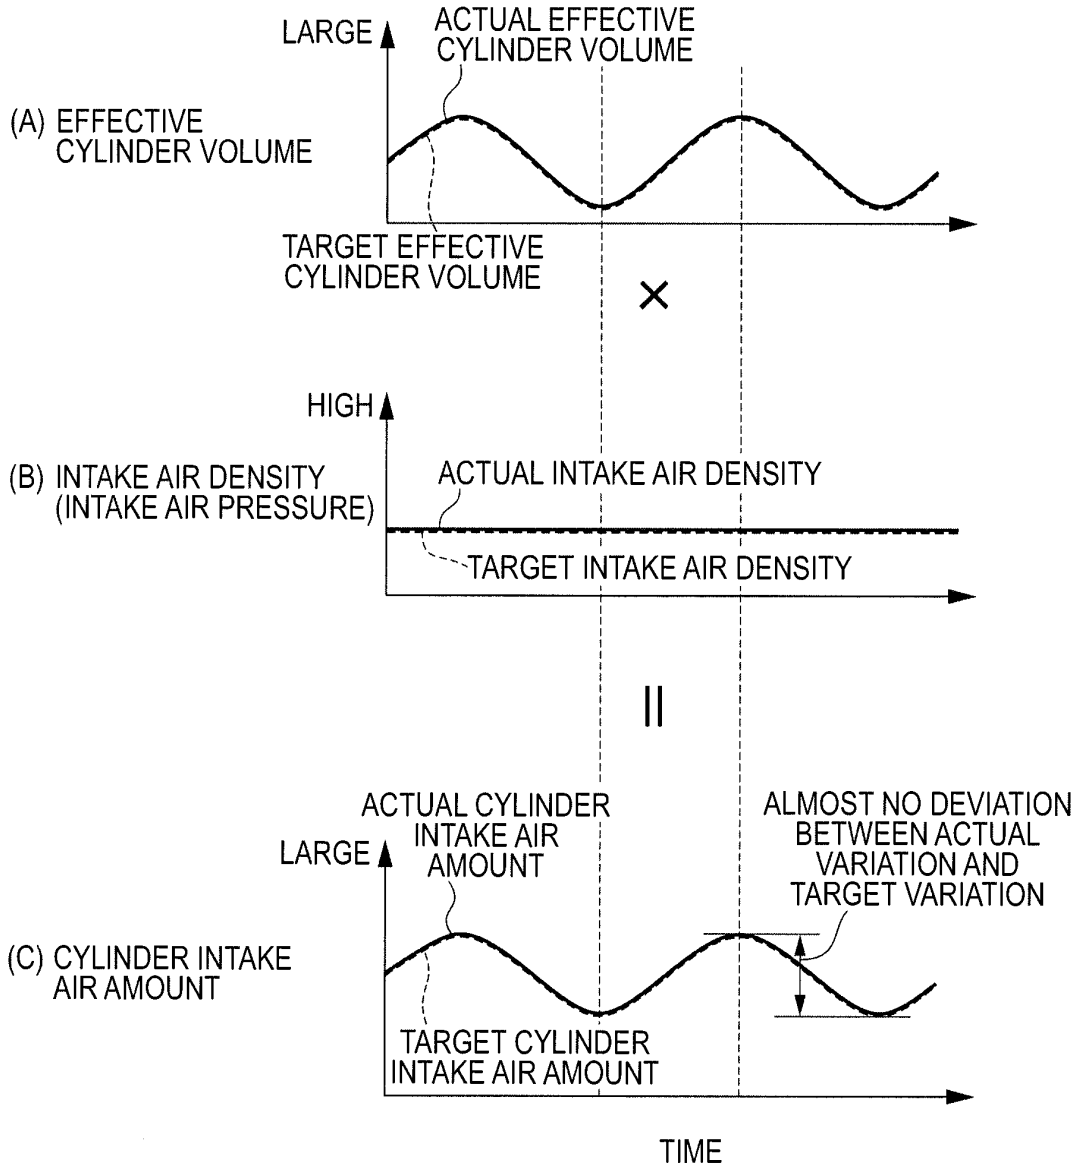 LARGE
ACTUAL EFFECTIVE
CYLINDER VOLUME
(A) EFFECTIVE
CYLINDER VOLUME
TARGET EFFECTIVE
CYLINDER VOLUME
×
HIGH
(B) INTAKE AIR DENSITY
(INTAKE AIR PRESSURE)
ACTUAL INTAKE AIR DENSITY
TARGET INTAKE AIR DENSITY
=
ACTUAL CYLINDER
INTAKE AIR
AMOUNT
LARGE
ALMOST NO DEVIATION
BETWEEN ACTUAL
VARIATION AND
TARGET VARIATION
(C) CYLINDER INTAKE
AIR AMOUNT
TARGET CYLINDER
INTAKE AIR AMOUNT
TIME